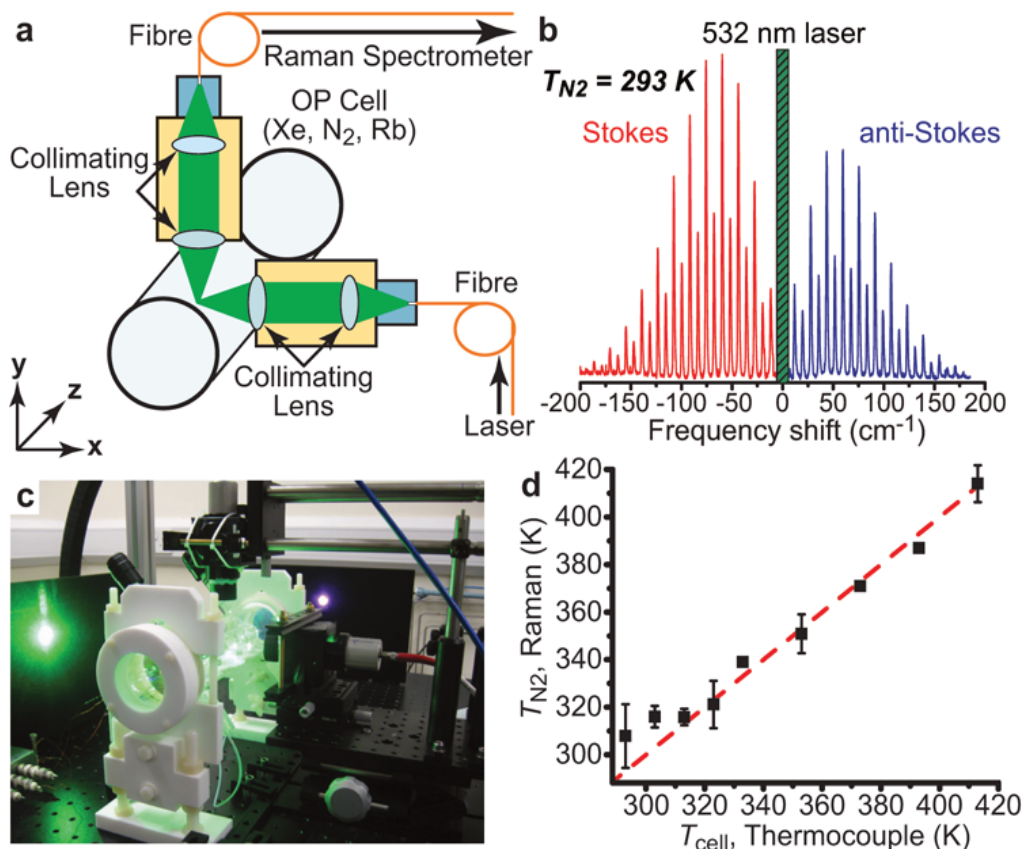 a
Fibre
Raman Spectrometer
OP Cell
(Xe, N2, Rb)
Collimating
Lens
Fibre
Collimating
Lens
Laser
y
z
x
b
532 nm laser
TN2 = 293 K
Stokes
anti-Stokes
-200 -150 -100 -50 0 50 100 150 200
Frequency shift (cm-1)
c
d
TN2, Raman (K)
420
400
380
360
340
320
300
300 320 340 360 380 400 420
Tcell, Thermocouple (K)